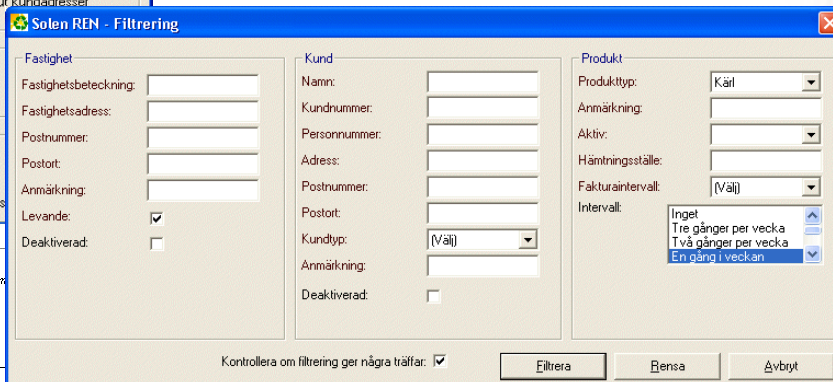 ut kundadresser
Solen REN - Filtrering
Fastighet
Fastighetsbeteckning:
Fastighetsadress:
Postnummer:
Postort:
Anmärkning:
Levande:
Deaktiverad:
Kund
Namn:
Kundnummer:
Personnummer:
Adress:
Postnummer:
Postort:
Kundtyp: (Välj)
Anmärkning:
Deaktiverad:
Produkt
Produkttyp: Kärl
Anmärkning:
Aktiv:
Hämtningsställe:
Fakturaintervall: (Välj)
Intervall:
Inget
Tre gånger per vecka
Två gånger per vecka
En gång i veckan
Kontrollera om filtrering ger några träffar:
Filtrera
Rensa
Avbryt